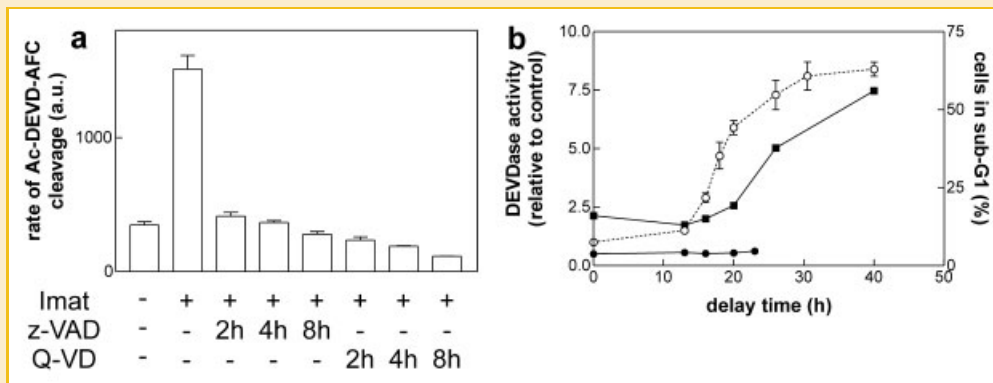 a
rate of Ac-DEVD-AFC
cleavage (a.u.)
1000
0
Imat - + + + + + + +
z-VAD - - 2h 4h 8h - - -
Q-VD - - - - - 2h 4h 8h
b
DEVDase activity
(relative to control)
10.0
7.5
5.0
2.5
0.0
75
50
25
0
cells in sub-G1
(%)
0 10 20 30 40 50
delay time (h)